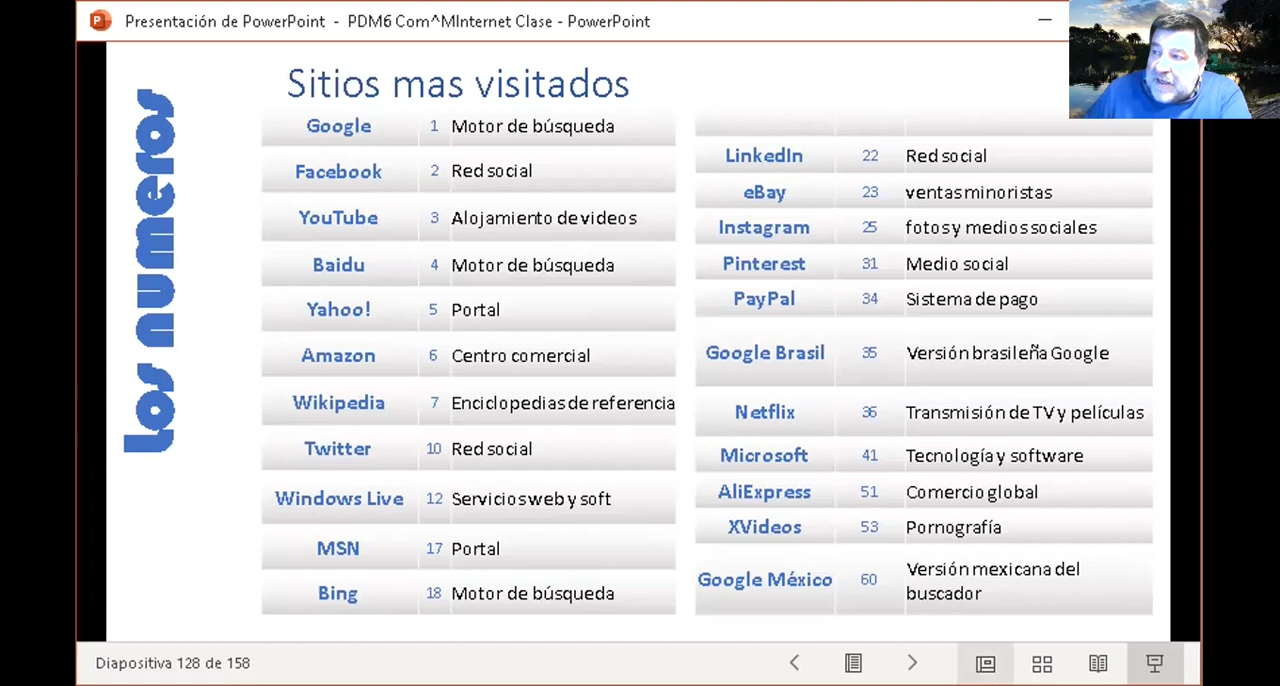 Presentación de PowerPoint - PDM6 Com^MInternet Clase - PowerPoint
Los numeros
Sitios mas visitados
Google 1 Motor de búsqueda
Facebook 2 Red social
YouTube 3 Alojamiento de videos
Baidu 4 Motor de búsqueda
Yahoo! 5 Portal
Amazon 6 Centro comercial
Wikipedia 7 Enciclopedias de referencia
Twitter 10 Red social
Windows Live 12 Servicios web y soft
MSN 17 Portal
Bing 18 Motor de búsqueda
LinkedIn 22 Red social
eBay 23 ventas minoristas
Instagram 25 fotos y medios sociales
Pinterest 31 Medio social
PayPal 34 Sistema de pago
Google Brasil 35 Versión brasileña Google
Netflix 36 Transmisión de TV y películas
Microsoft 41 Tecnología y software
AliExpress 51 Comercio global
XVideos 53 Pornografía
Google México 60 Versión mexicana del
buscador
Diapositiva 128 de 158